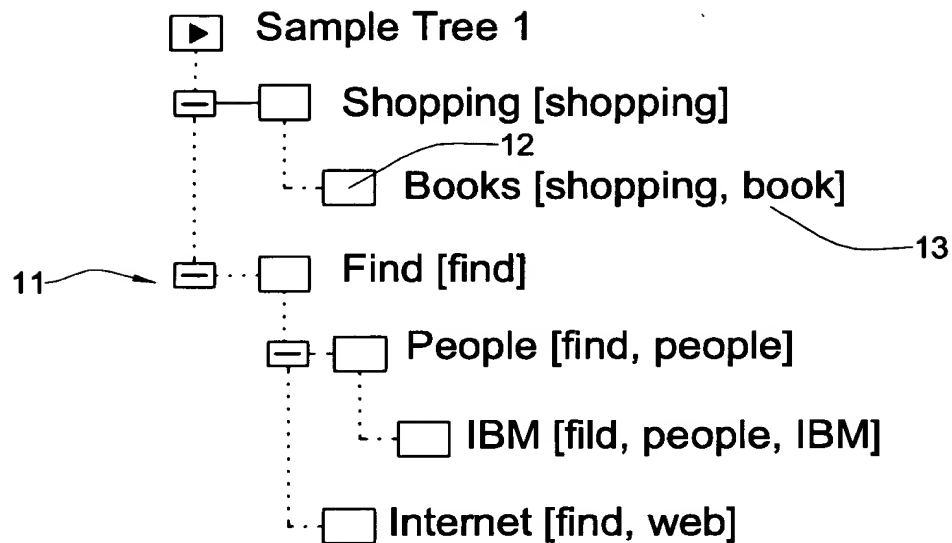 Sample Tree 1
Shopping [shopping]
12
Books [shopping, book]
13
11
Find [find]
People [find, people]
IBM [fild, people, IBM]
Internet [find, web]